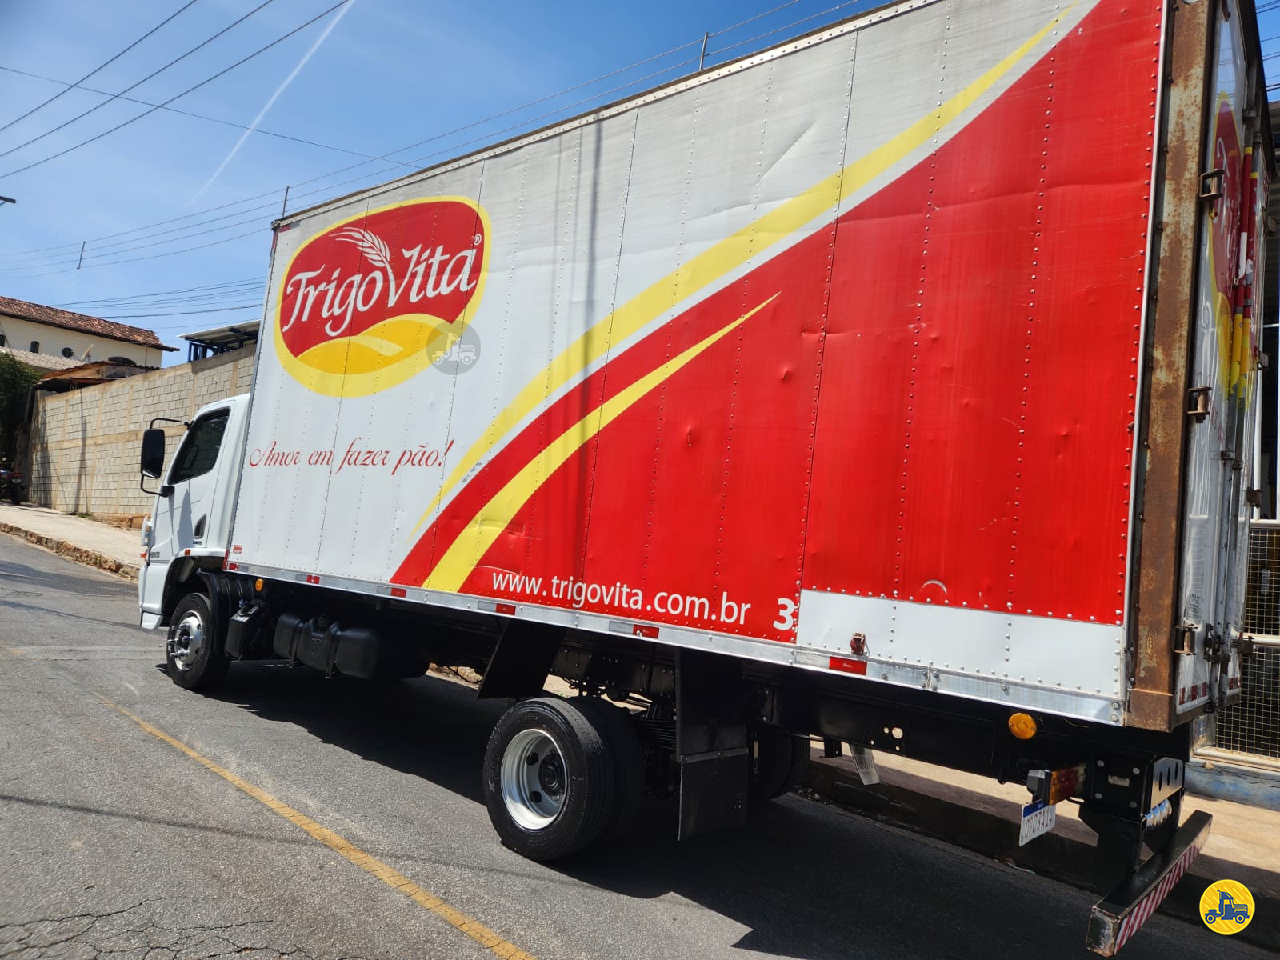 TrigoVita®
Amor em fazer pão!
www.trigovita.com.br 3